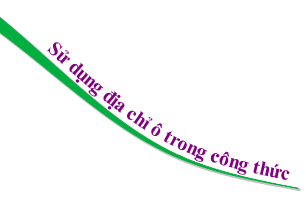 Sử dụng địa chỉ ô trong công thức